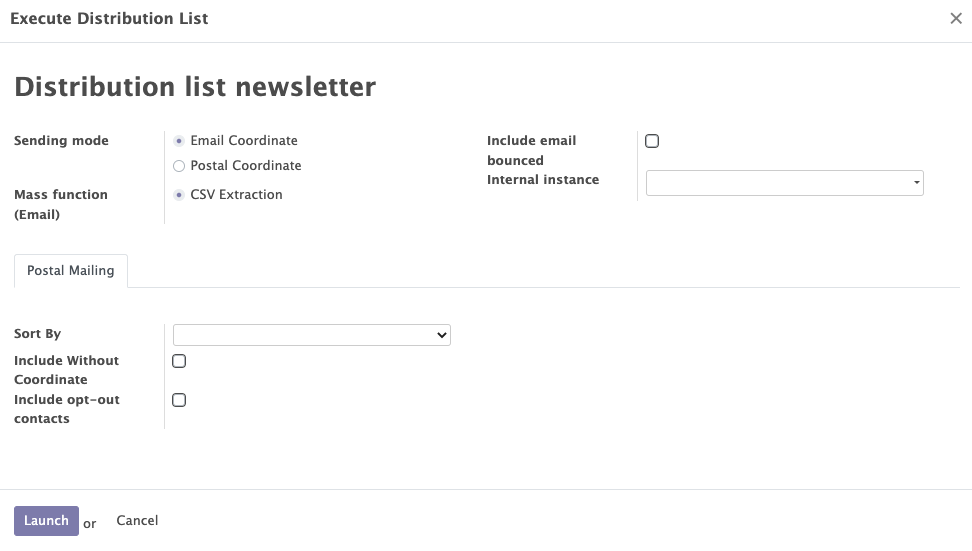 Execute Distribution List
Distribution list newsletter
Sending mode
Email Coordinate
Postal Coordinate
Mass function
(Email)
CSV Extraction
Include email
bounced
Internal instance
Postal Mailing
Sort By
Include Without
Coordinate
Include opt-out
contacts
Launch or Cancel